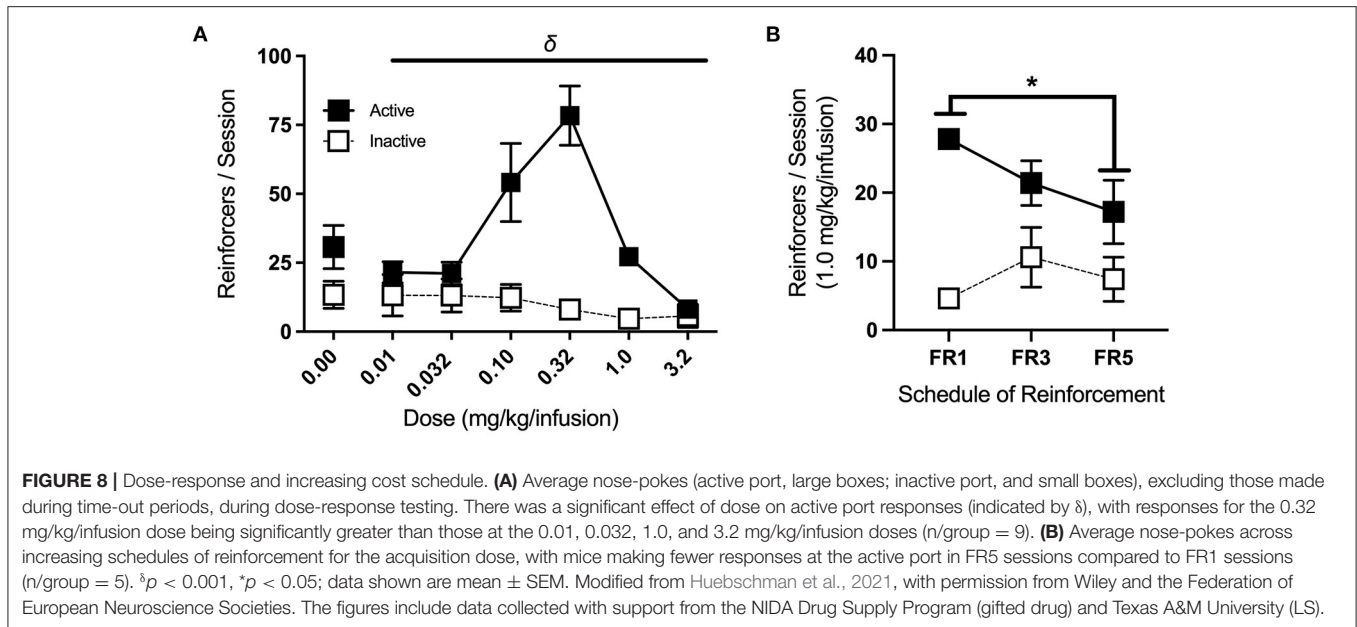 A
δ
100
75
50
25
0
Reinforcers / Session
Active
Inactive
0.00
0.01
0.032
0.10
0.32
1.0
3.2
Dose (mg/kg/infusion)
B
*
40
30
20
10
0
Reinforcers / Session
(1.0 mg/kg/infusion)
FR1
FR3
FR5
Schedule of Reinforcement
FIGURE 8 | Dose-response and increasing cost schedule. (A) Average nose-pokes (active port, large boxes; inactive port, and small boxes), excluding those made
during time-out periods, during dose-response testing. There was a significant effect of dose on active port responses (indicated by δ), with responses for the 0.32
mg/kg/infusion dose being significantly greater than those at the 0.01, 0.032, 1.0, and 3.2 mg/kg/infusion doses (n/group = 9). (B) Average nose-pokes across
increasing schedules of reinforcement for the acquisition dose, with mice making fewer responses at the active port in FR5 sessions compared to FR1 sessions
(n/group = 5). δp < 0.001, *p < 0.05; data shown are mean ± SEM. Modified from Huebschman et al., 2021, with permission from Wiley and the Federation of
European Neuroscience Societies. The figures include data collected with support from the NIDA Drug Supply Program (gifted drug) and Texas A&M University (LS).